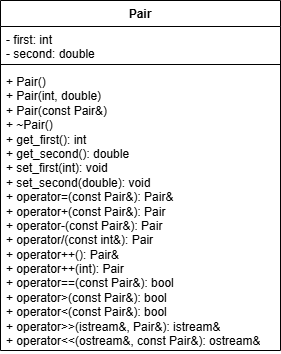 Pair
- first: int
- second: double
+ Pair()
+ Pair(int, double)
+ Pair(const Pair&)
+ ~Pair()
+ get_first(): int
+ get_second(): double
+ set_first(int): void
+ set_second(double): void
+ operator=(const Pair&): Pair&
+ operator+(const Pair&): Pair
+ operator-(const Pair&): Pair
+ operator/(const int&): Pair
+ operator++(): Pair&
+ operator++(int): Pair
+ operator==(const Pair&): bool
+ operator>(const Pair&): bool
+ operator<(const Pair&): bool
+ operator>>(istream&, Pair&): istream&
+ operator<<(ostream&, const Pair&): ostream&